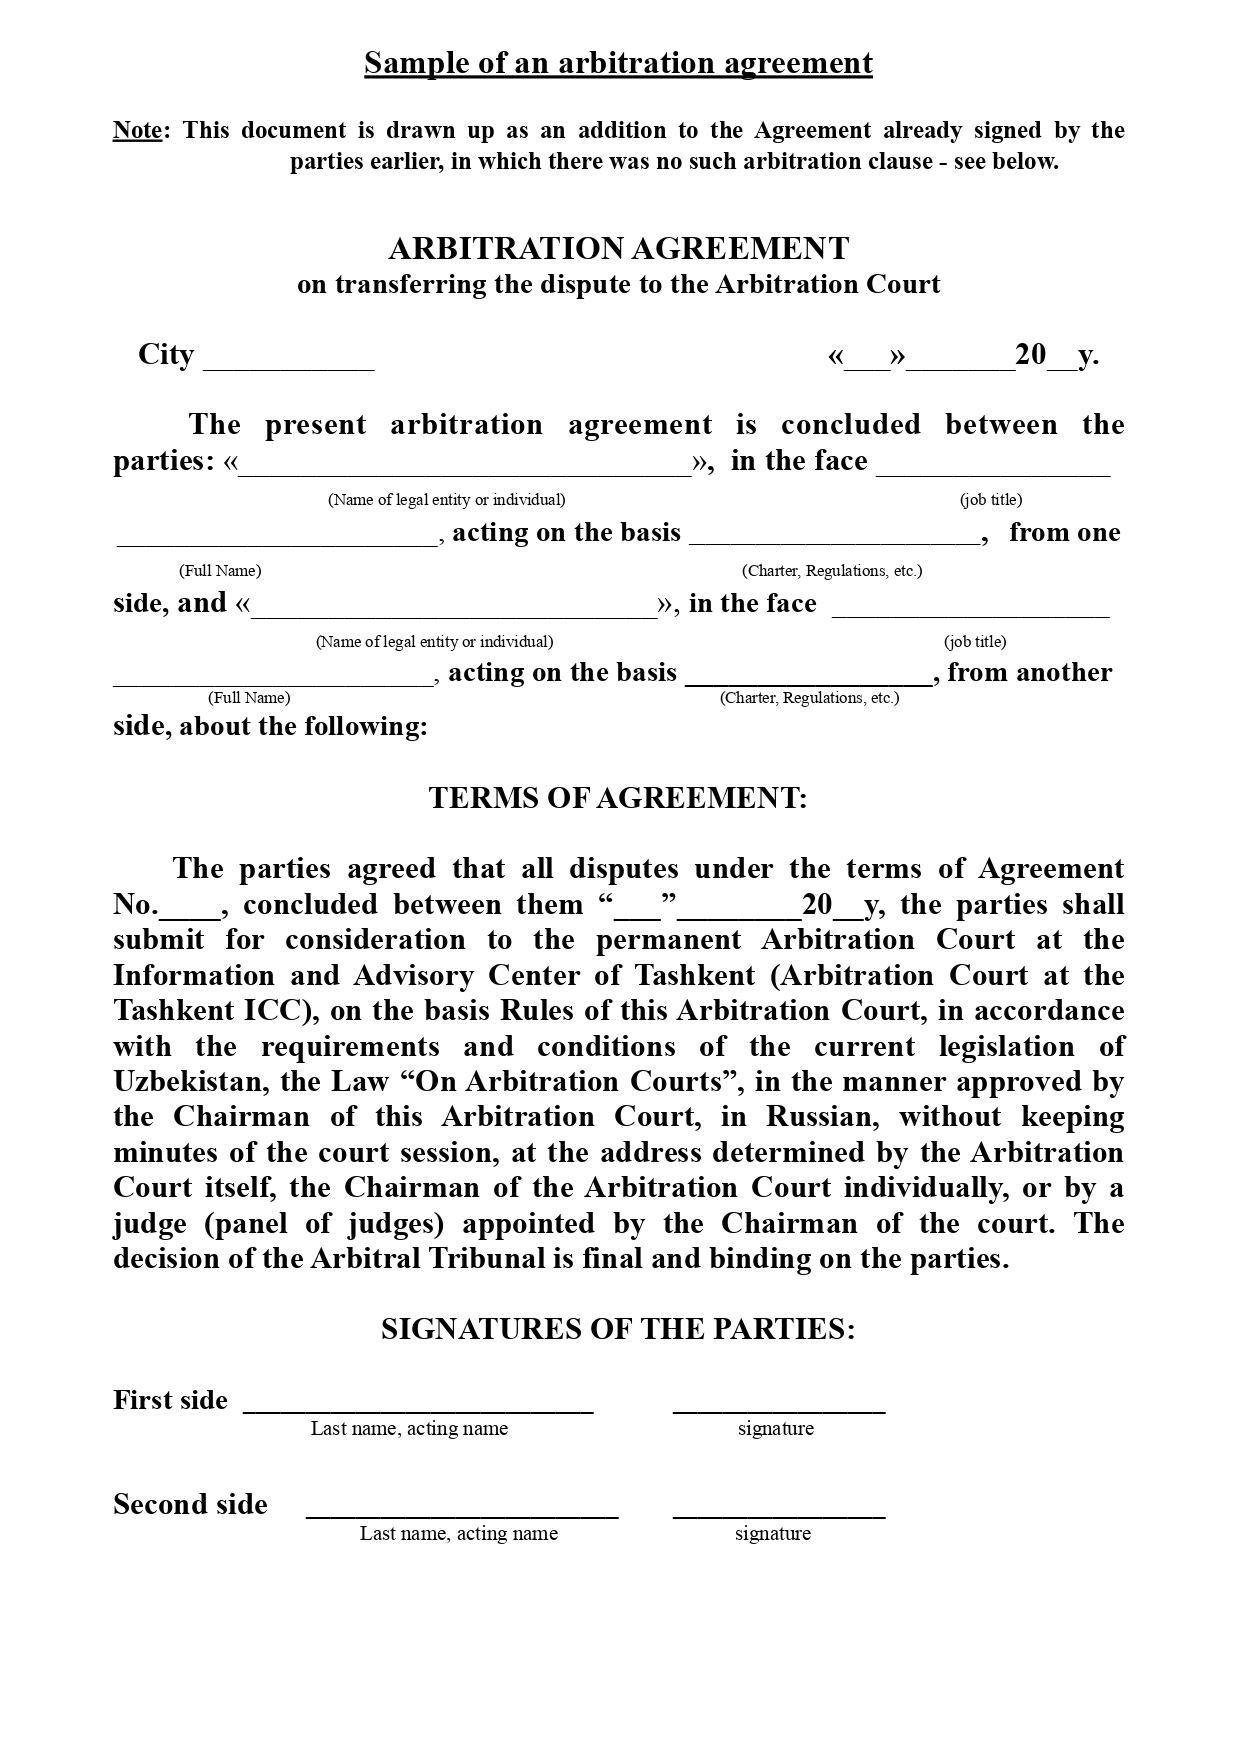 Sample of an arbitration agreement
Note: This document is drawn up as an addition to the Agreement already signed by the
parties earlier, in which there was no such arbitration clause - see below.
ARBITRATION AGREEMENT
on transferring the dispute to the Arbitration Court
City ___________ «___»_______20__y.
The present arbitration agreement is concluded between the
parties: «_____________________________», in the face _______________
(Name of legal entity or individual) (job title)
______________________, acting on the basis ____________________, from one
(Full Name) (Charter, Regulations, etc.)
side, and «__________________________», in the face ___________________
(Name of legal entity or individual) (job title)
______________________, acting on the basis _________________, from another
(Full Name) (Charter, Regulations, etc.)
side, about the following:
TERMS OF AGREEMENT:
The parties agreed that all disputes under the terms of Agreement
No.____, concluded between them “___”________20__y, the parties shall
submit for consideration to the permanent Arbitration Court at the
Information and Advisory Center of Tashkent (Arbitration Court at the
Tashkent ICC), on the basis Rules of this Arbitration Court, in accordance
with the requirements and conditions of the current legislation of
Uzbekistan, the Law “On Arbitration Courts”, in the manner approved by
the Chairman of this Arbitration Court, in Russian, without keeping
minutes of the court session, at the address determined by the Arbitration
Court itself, the Chairman of the Arbitration Court individually, or by a
judge (panel of judges) appointed by the Chairman of the court. The
decision of the Arbitral Tribunal is final and binding on the parties.
SIGNATURES OF THE PARTIES:
First side ____________________________ _________________
Last name, acting name signature
Second side _________________________ _________________
Last name, acting name signature